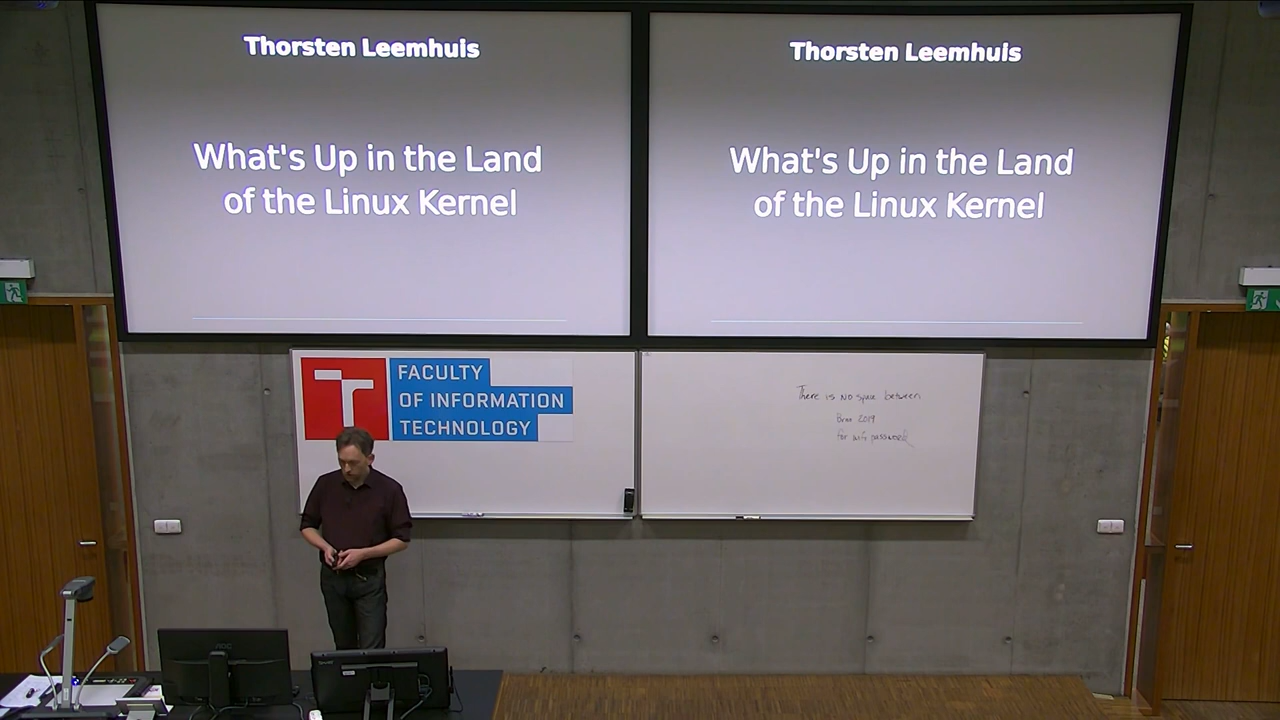 Thorsten Leemhuis
What's Up in the Land
of the Linux Kernel
Thorsten Leemhuis
What's Up in the Land
of the Linux Kernel
FACULTY
OF INFORMATION
TECHNOLOGY
There is NO space between
Brno 2019
for wifi password